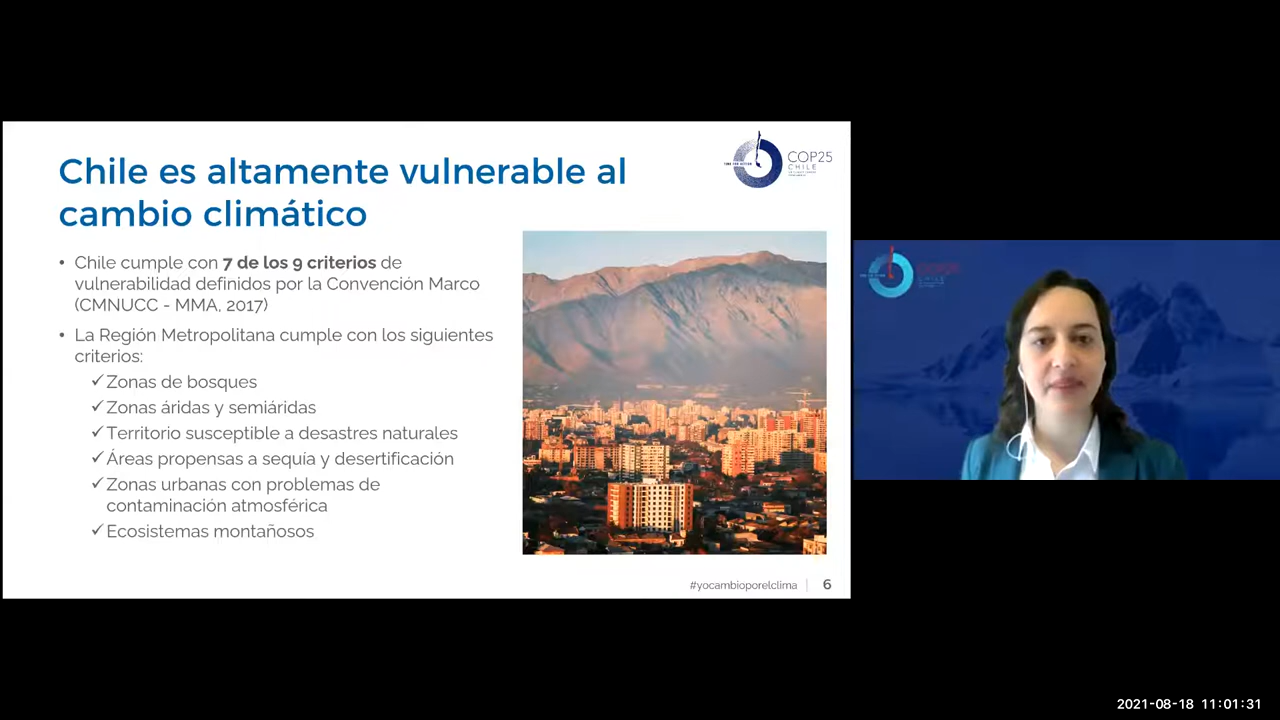 Chile es altamente vulnerable al
cambio climático
COP25
CHILE
• Chile cumple con 7 de los 9 criterios de
vulnerabilidad definidos por la Convención Marco
(CMNUCC - MMA, 2017)
• La Región Metropolitana cumple con los siguientes
criterios:
✓Zonas de bosques
✓Zonas áridas y semiáridas
✓Territorio susceptible a desastres naturales
✓Áreas propensas a sequía y desertificación
✓Zonas urbanas con problemas de
contaminación atmosférica
✓Ecosistemas montañosos
#yocambioporelclima | 6
COP25
CHILE
2021-08-18 11:01:31